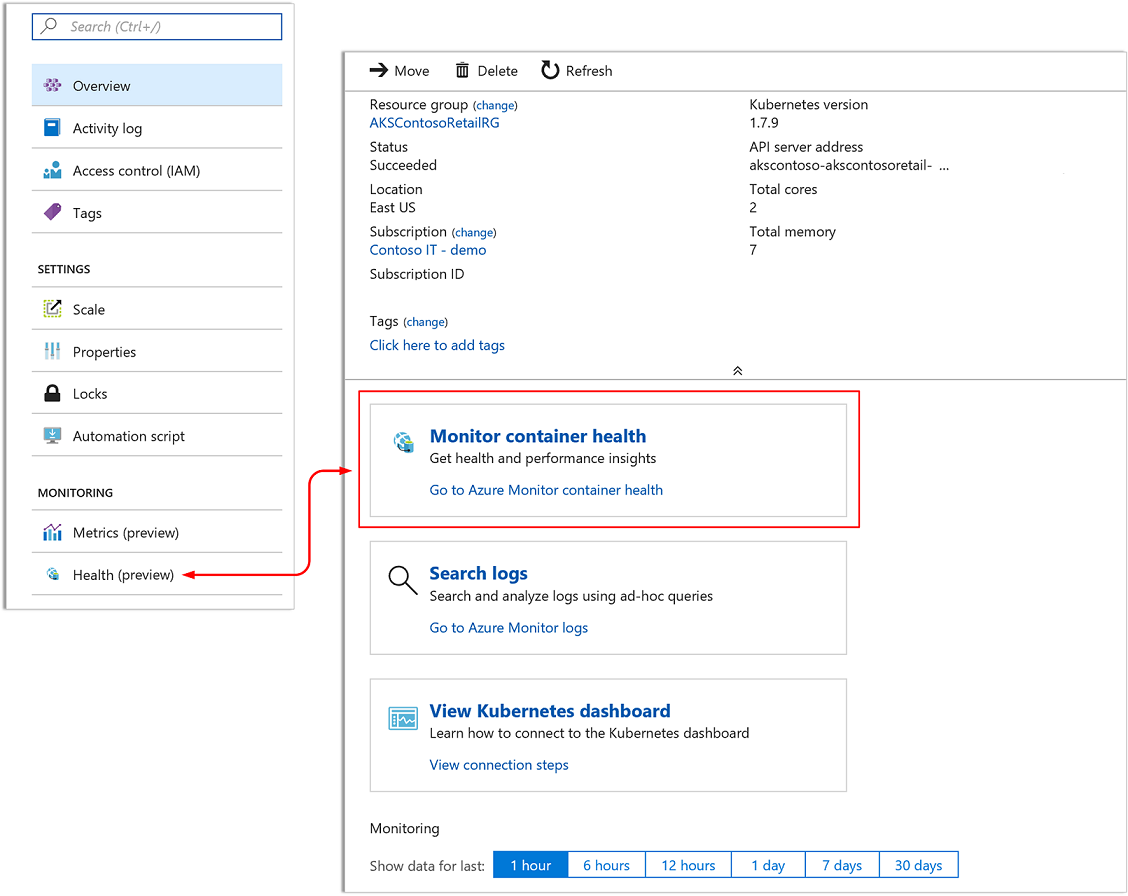 Search (Ctrl+/)
Overview
Activity log
Access control (IAM)
Tags
SETTINGS
Scale
Properties
Locks
Automation script
MONITORING
Metrics (preview)
Health (preview)
Move Delete Refresh
Resource group (change)
AKSContosoRetailRG
Status
Succeeded
Location
East US
Subscription (change)
Contoso IT - demo
Subscription ID
Kubernetes version
1.7.9
API server address
akscontoso-akscontosoretail- ...
Total cores
2
Total memory
7
Tags (change)
Click here to add tags
Monitor container health
Get health and performance insights
Go to Azure Monitor container health
Search logs
Search and analyze logs using ad-hoc queries
Go to Azure Monitor logs
View Kubernetes dashboard
Learn how to connect to the Kubernetes dashboard
View connection steps
Monitoring
Show data for last: 1 hour 6 hours 12 hours 1 day 7 days 30 days